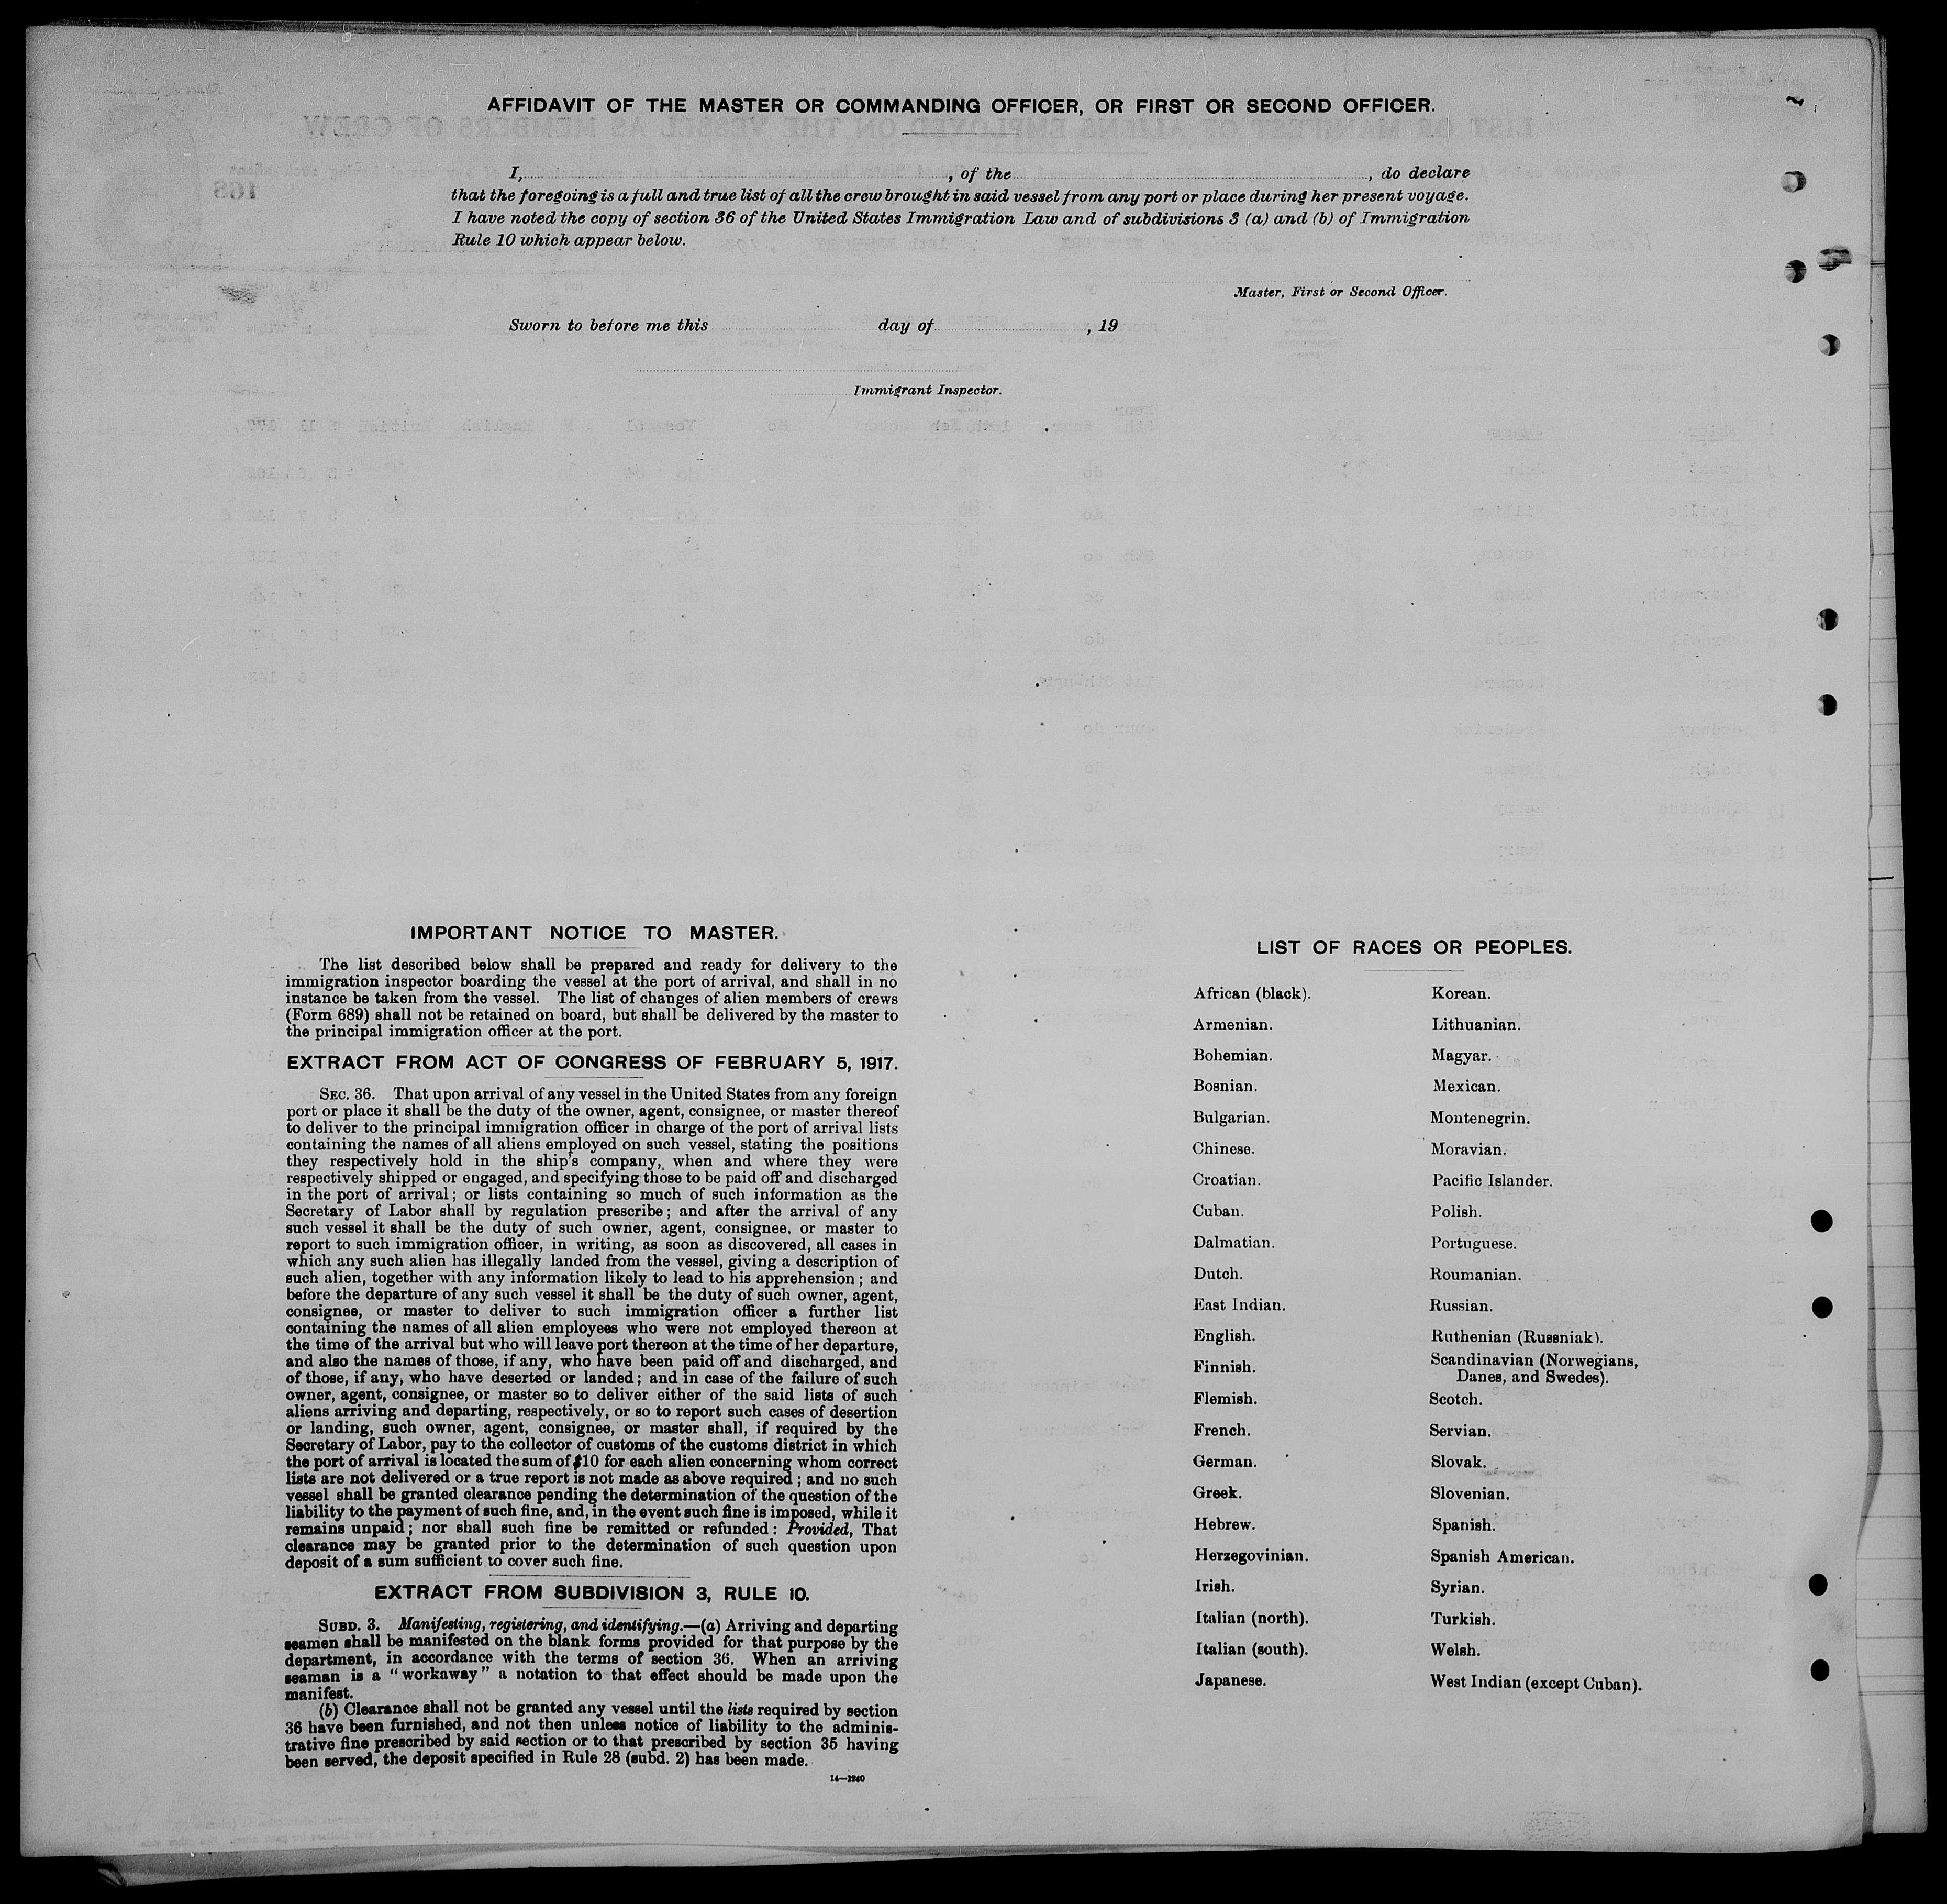 AFFIDAVIT OF THE MASTER OR COMMANDING OFFICER, OR FIRST OR SECOND OFFICER.
I, , of the , do declare
that the foregoing is a full and true list of all the crew brought in said vessel from any port or place during her present voyage.
I have noted the copy of section 36 of the United States Immigration Law and of subdivisions 3 (a) and (b) of Immigration
Rule 10 which appear below.
Master, First or Second Officer.
Sworn to before me this day of , 19
Immigrant Inspector.
IMPORTANT NOTICE TO MASTER.
The list described below shall be prepared and ready for delivery to the
immigration inspector boarding the vessel at the port of arrival, and shall in no
instance be taken from the vessel. The list of changes of alien members of crews
(Form 689) shall not be retained on board, but shall be delivered by the master to
the principal immigration officer at the port.
EXTRACT FROM ACT OF CONGRESS OF FEBRUARY 5, 1917.
SEC. 36. That upon arrival of any vessel in the United States from any foreign
port or place it shall be the duty of the owner, agent, consignee, or master thereof
to deliver to the principal immigration officer in charge of the port of arrival lists
containing the names of all aliens employed on such vessel, stating the positions
they respectively hold in the ship's company, when and where they were
respectively shipped or engaged, and specifying those to be paid off and discharged
in the port of arrival; or lists containing so much of such information as the
Secretary of Labor shall by regulation prescribe; and after the arrival of any
such vessel it shall be the duty of such owner, agent, consignee, or master to
report to such immigration officer, in writing, as soon as discovered, all cases in
which any such alien has illegally landed from the vessel, giving a description of
such alien, together with any information likely to lead to his apprehension; and
before the departure of any such vessel it shall be the duty of such owner, agent,
consignee, or master to deliver to such immigration officer a further list
containing the names of all alien employees who were not employed thereon at
the time of the arrival but who will leave port thereon at the time of her departure,
and also the names of those, if any, who have been paid off and discharged, and
of those, if any, who have deserted or landed; and in case of the failure of such
owner, agent, consignee, or master so to deliver either of the said lists of such
aliens arriving and departing, respectively, or so to report such cases of desertion
or landing, such owner, agent, consignee, or master shall, if required by the
Secretary of Labor, pay to the collector of customs of the customs district in which
the port of arrival is located the sum of $10 for each alien concerning whom correct
lists are not delivered or a true report is not made as above required; and no such
vessel shall be granted clearance pending the determination of the question of the
liability to the payment of such fine, and, in the event such fine is imposed, while it
remains unpaid; nor shall such fine be remitted or refunded: Provided, That
clearance may be granted prior to the determination of such question upon
deposit of a sum sufficient to cover such fine.
EXTRACT FROM SUBDIVISION 3, RULE 10.
SUBD. 3. Manifesting, registering, and identifying.—(a) Arriving and departing
seamen shall be manifested on the blank forms provided for that purpose by the
department, in accordance with the terms of section 36. When an arriving
seaman is a "workaway" a notation to that effect should be made upon the
manifest.
(b) Clearance shall not be granted any vessel until the lists required by section
36 have been furnished, and not then unless notice of liability to the adminis-
trative fine prescribed by said section or to that prescribed by section 35 having
been served, the deposit specified in Rule 28 (subd. 2) has been made.
14—1240
LIST OF RACES OR PEOPLES.
African (black).
Armenian.
Bohemian.
Bosnian.
Bulgarian.
Chinese.
Croatian.
Cuban.
Dalmatian.
Dutch.
East Indian.
English.
Finnish.
Flemish.
French.
German.
Greek.
Hebrew.
Herzegovinian.
Irish.
Italian (north).
Italian (south).
Japanese.
Korean.
Lithuanian.
Magyar.
Mexican.
Montenegrin.
Moravian.
Pacific Islander.
Polish.
Portuguese.
Roumanian.
Russian.
Ruthenian (Russniak).
Scandinavian (Norwegians,
Danes, and Swedes).
Scotch.
Servian.
Slovak.
Slovenian.
Spanish.
Spanish American.
Syrian.
Turkish.
Welsh.
West Indian (except Cuban).